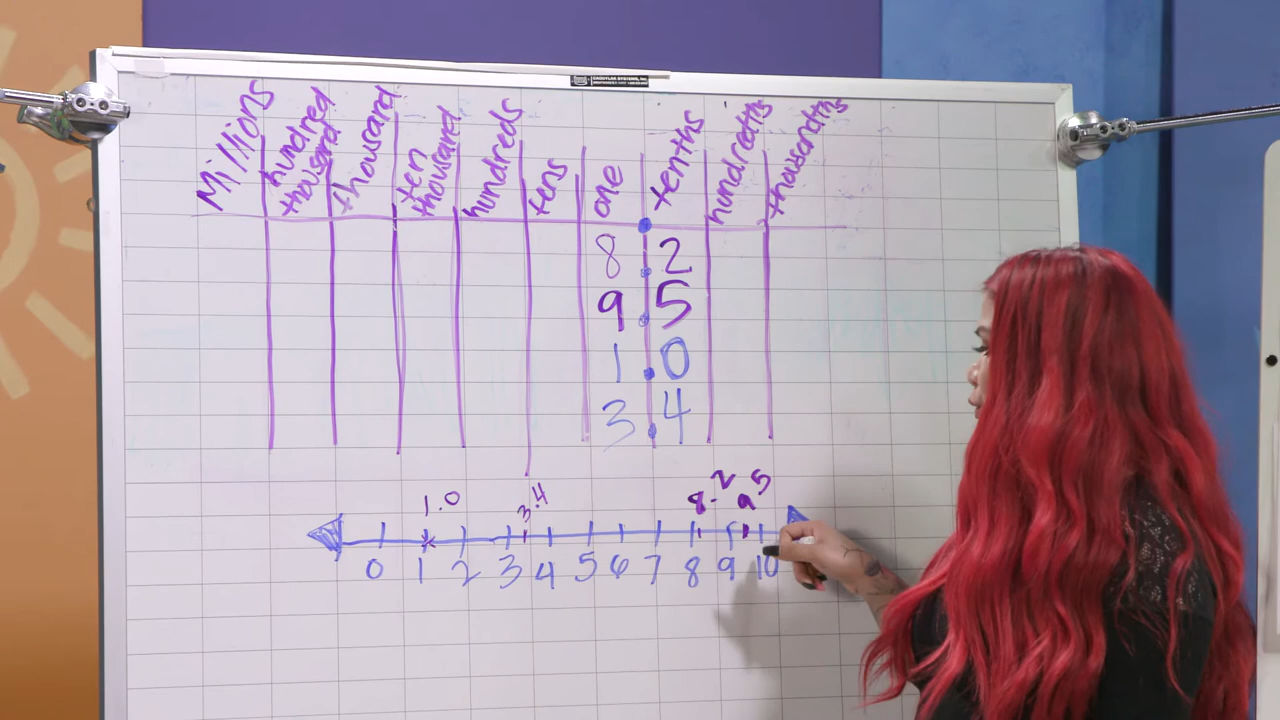 Millions hundred thousand thousand ten thousand hundreds tens one tenths hundredths thousandths
8.2
9.5
1.0
3.4
1.0 3.4 8.2 9.5
0 1 2 3 4 5 6 7 8 9 10